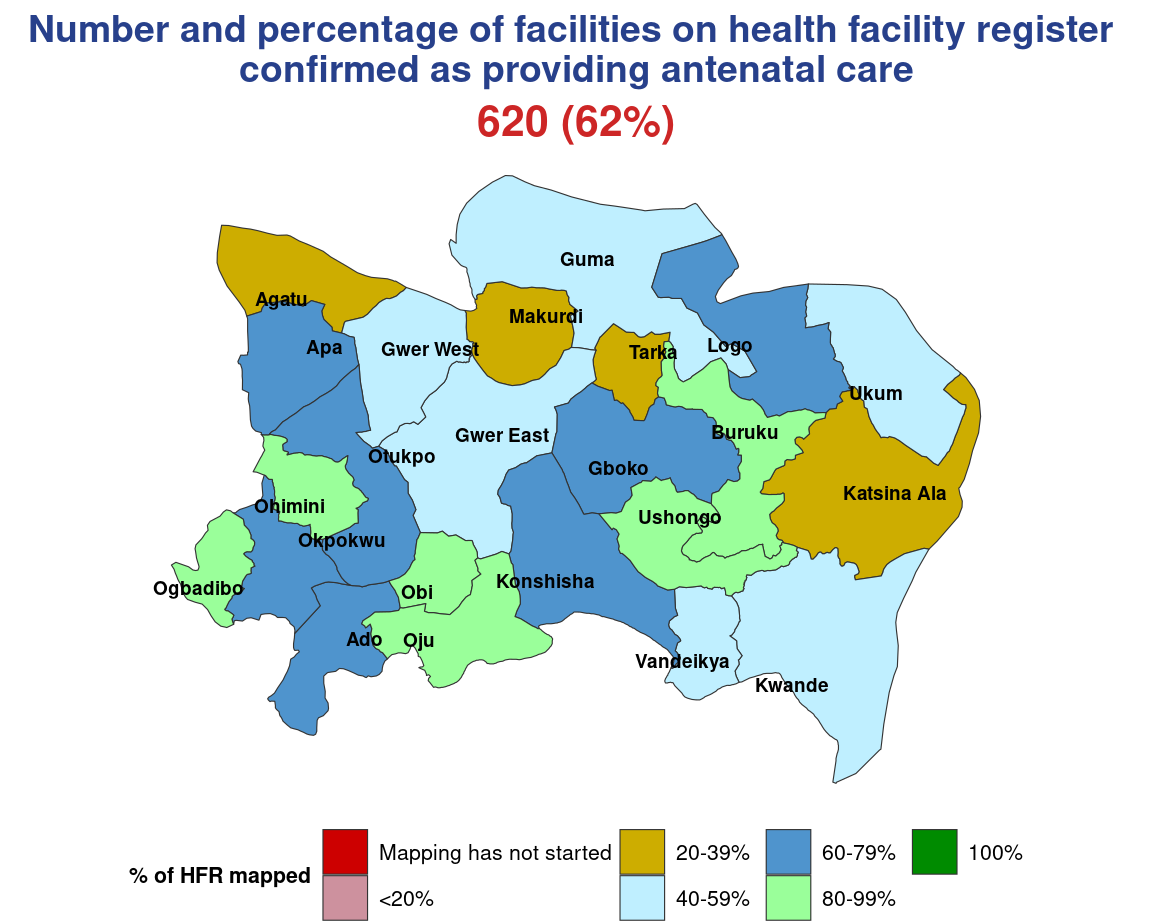 Number and percentage of facilities on health facility register
confirmed as providing antenatal care
620 (62%)
Guma
Agatu
Makurdi
Apa
Gwer West
Tarka
Logo
Ukum
Buruku
Gwer East
Otukpo
Gboko
Katsina Ala
Ohimini
Ushongo
Okpokwu
Konshisha
Ogbadibo
Obi
Ado
Oju
Vandeikya
Kwande
% of HFR mapped
Mapping has not started
<20%
20-39%
40-59%
60-79%
80-99%
100%